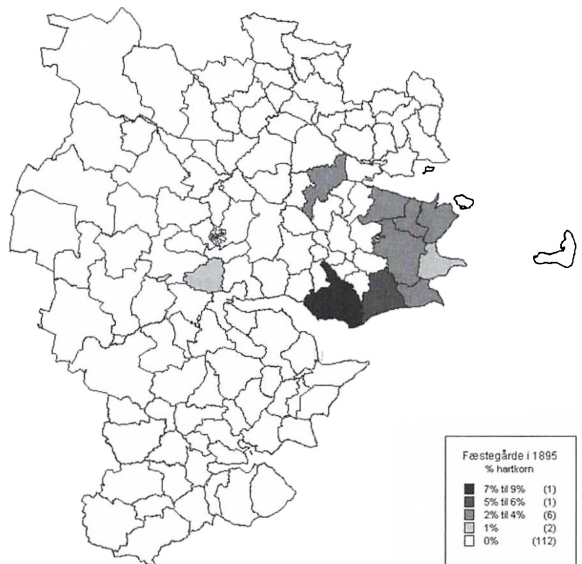 Fæstegårde i 1895
% hartkorn
7% til 9% (1)
5% til 6% (1)
2% til 4% (6)
1% (2)
0% (112)